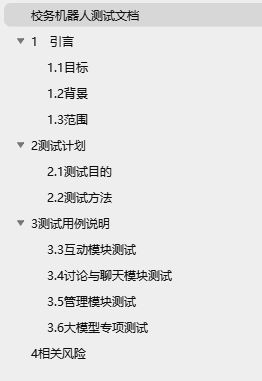 校务机器人测试文档
1 引言
1.1目标
1.2背景
1.3范围
2测试计划
2.1测试目的
2.2测试方法
3测试用例说明
3.3互动模块测试
3.4讨论与聊天模块测试
3.5管理模块测试
3.6大模型专项测试
4相关风险